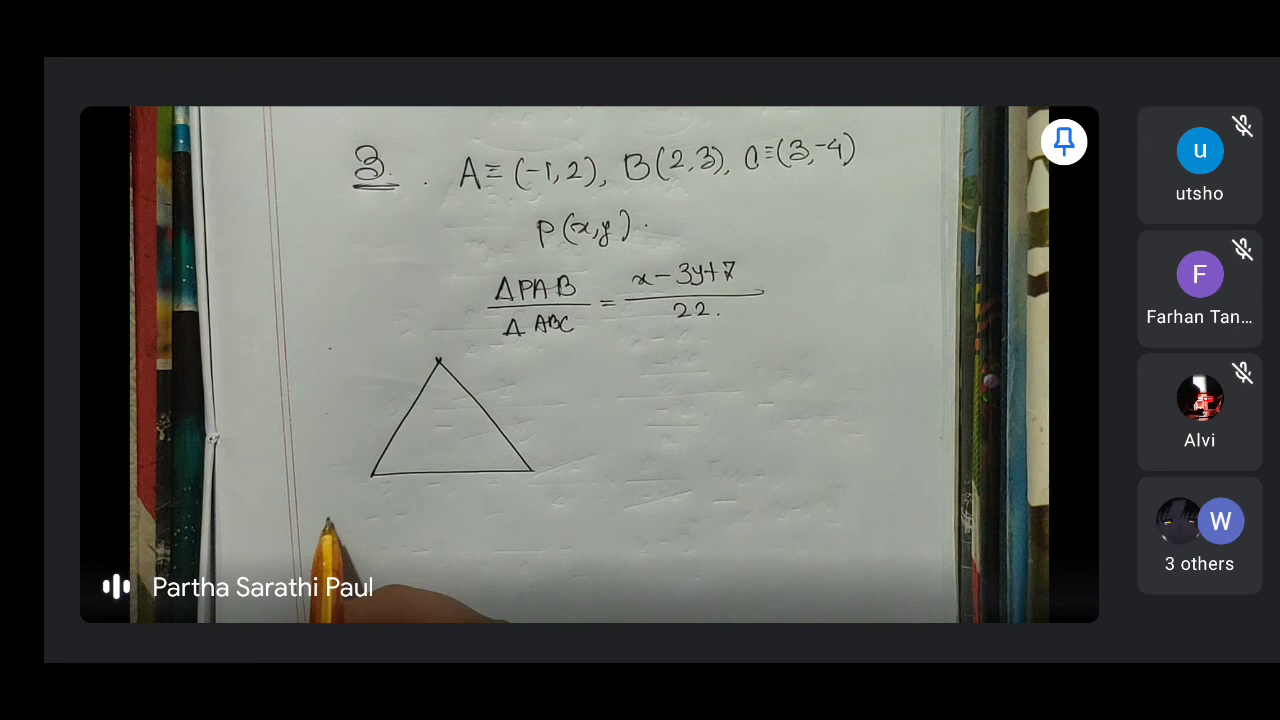 3. A ≡ (-1, 2), B(2, 3), C ≡ (3, -4)
P(x, y).
ΔPAB / Δ ABC = x - 3y + 7 / 22.
Partha Sarathi Paul
u
utsho
F
Farhan Tan...
Alvi
W
3 others